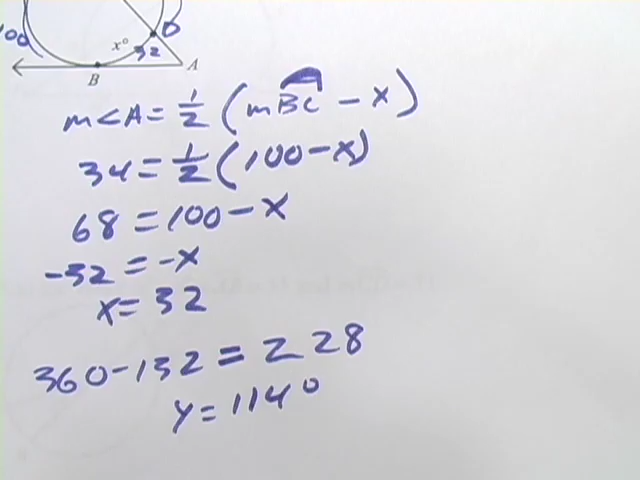 100
D
x°
32
A
B
m<A = 1/2 (mBC - x)
34 = 1/2 (100 - x)
68 = 100 - x
-32 = -x
x = 32
360 - 132 = 228
y = 114°